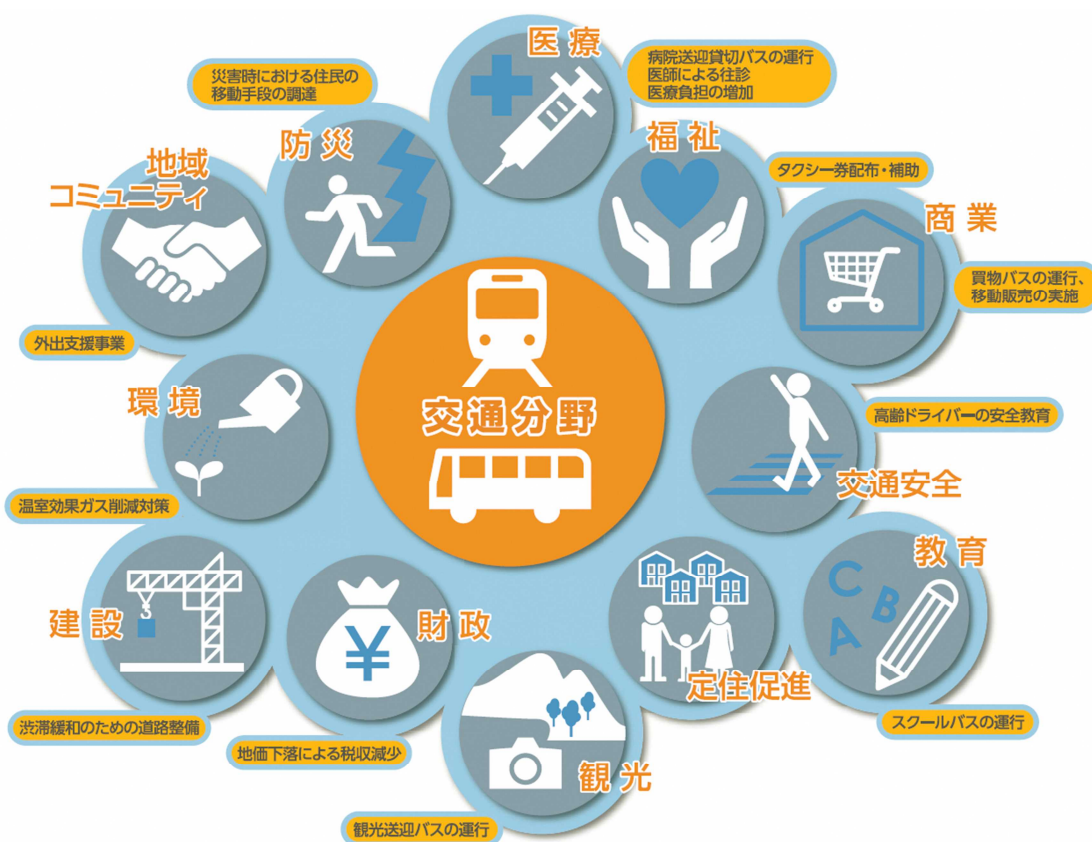 医療
病院送迎貸切バスの運行
医師による往診
医療負担の増加
災害時における住民の
移動手段の調達
防災
福祉
タクシー券配布・補助
地域
コミュニティ
商業
買物バスの運行、
移動販売の実施
外出支援事業
環境
交通分野
高齢ドライバーの安全教育
交通安全
温室効果ガス削減対策
教育
C
B
A
建設
¥
財政
定住促進
渋滞緩和のための道路整備
地価下落による税収減少
スクールバスの運行
観光
観光送迎バスの運行